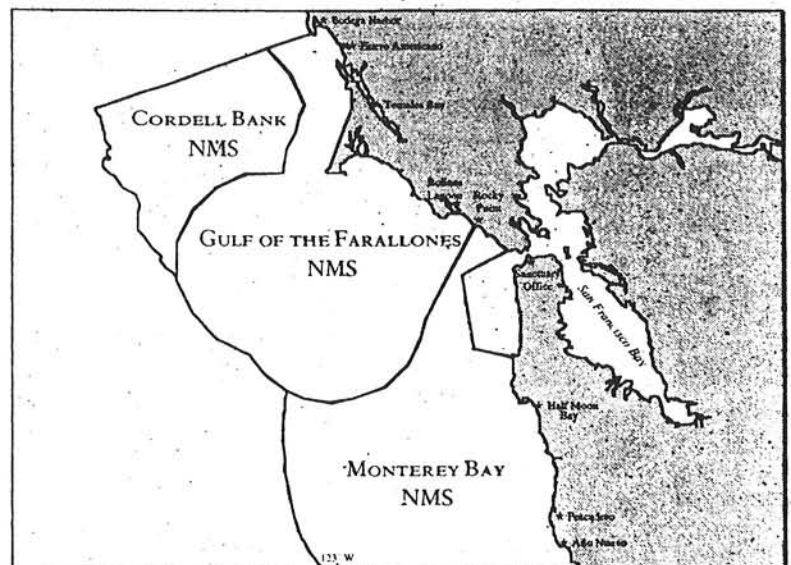 Bodega Harbor
Estero Americano
Tomales Bay
CORDELL BANK
NMS
Bolinas
Lagoon
Rocky
Point
GULF OF THE FARALLONES
NMS
Sanctuary
Office
San Francisco Bay
Half Moon
Bay
MONTEREY BAY
NMS
Pescadero
Año Nuevo
123° W